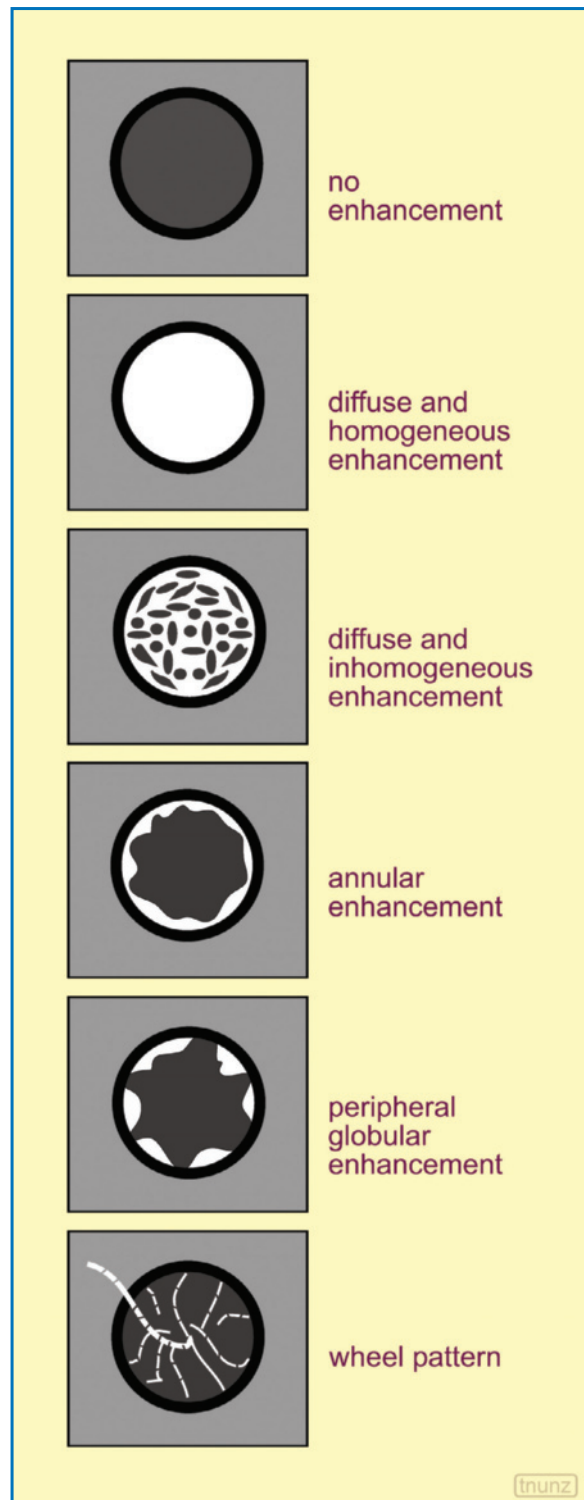 no
enhancement
diffuse and
homogeneous
enhancement
diffuse and
inhomogeneous
enhancement
annular
enhancement
peripheral
globular
enhancement
wheel pattern
tnunz